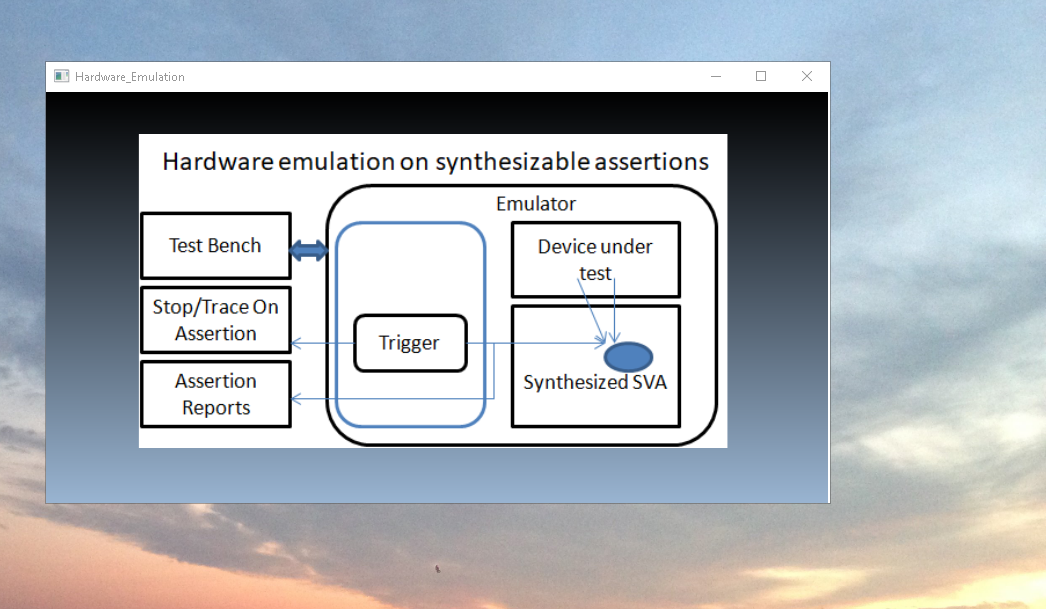 Hardware_Emulation
Hardware emulation on synthesizable assertions
Emulator
Test Bench
Device under
test
Stop/Trace On
Assertion
Trigger
Assertion
Reports
Synthesized SVA